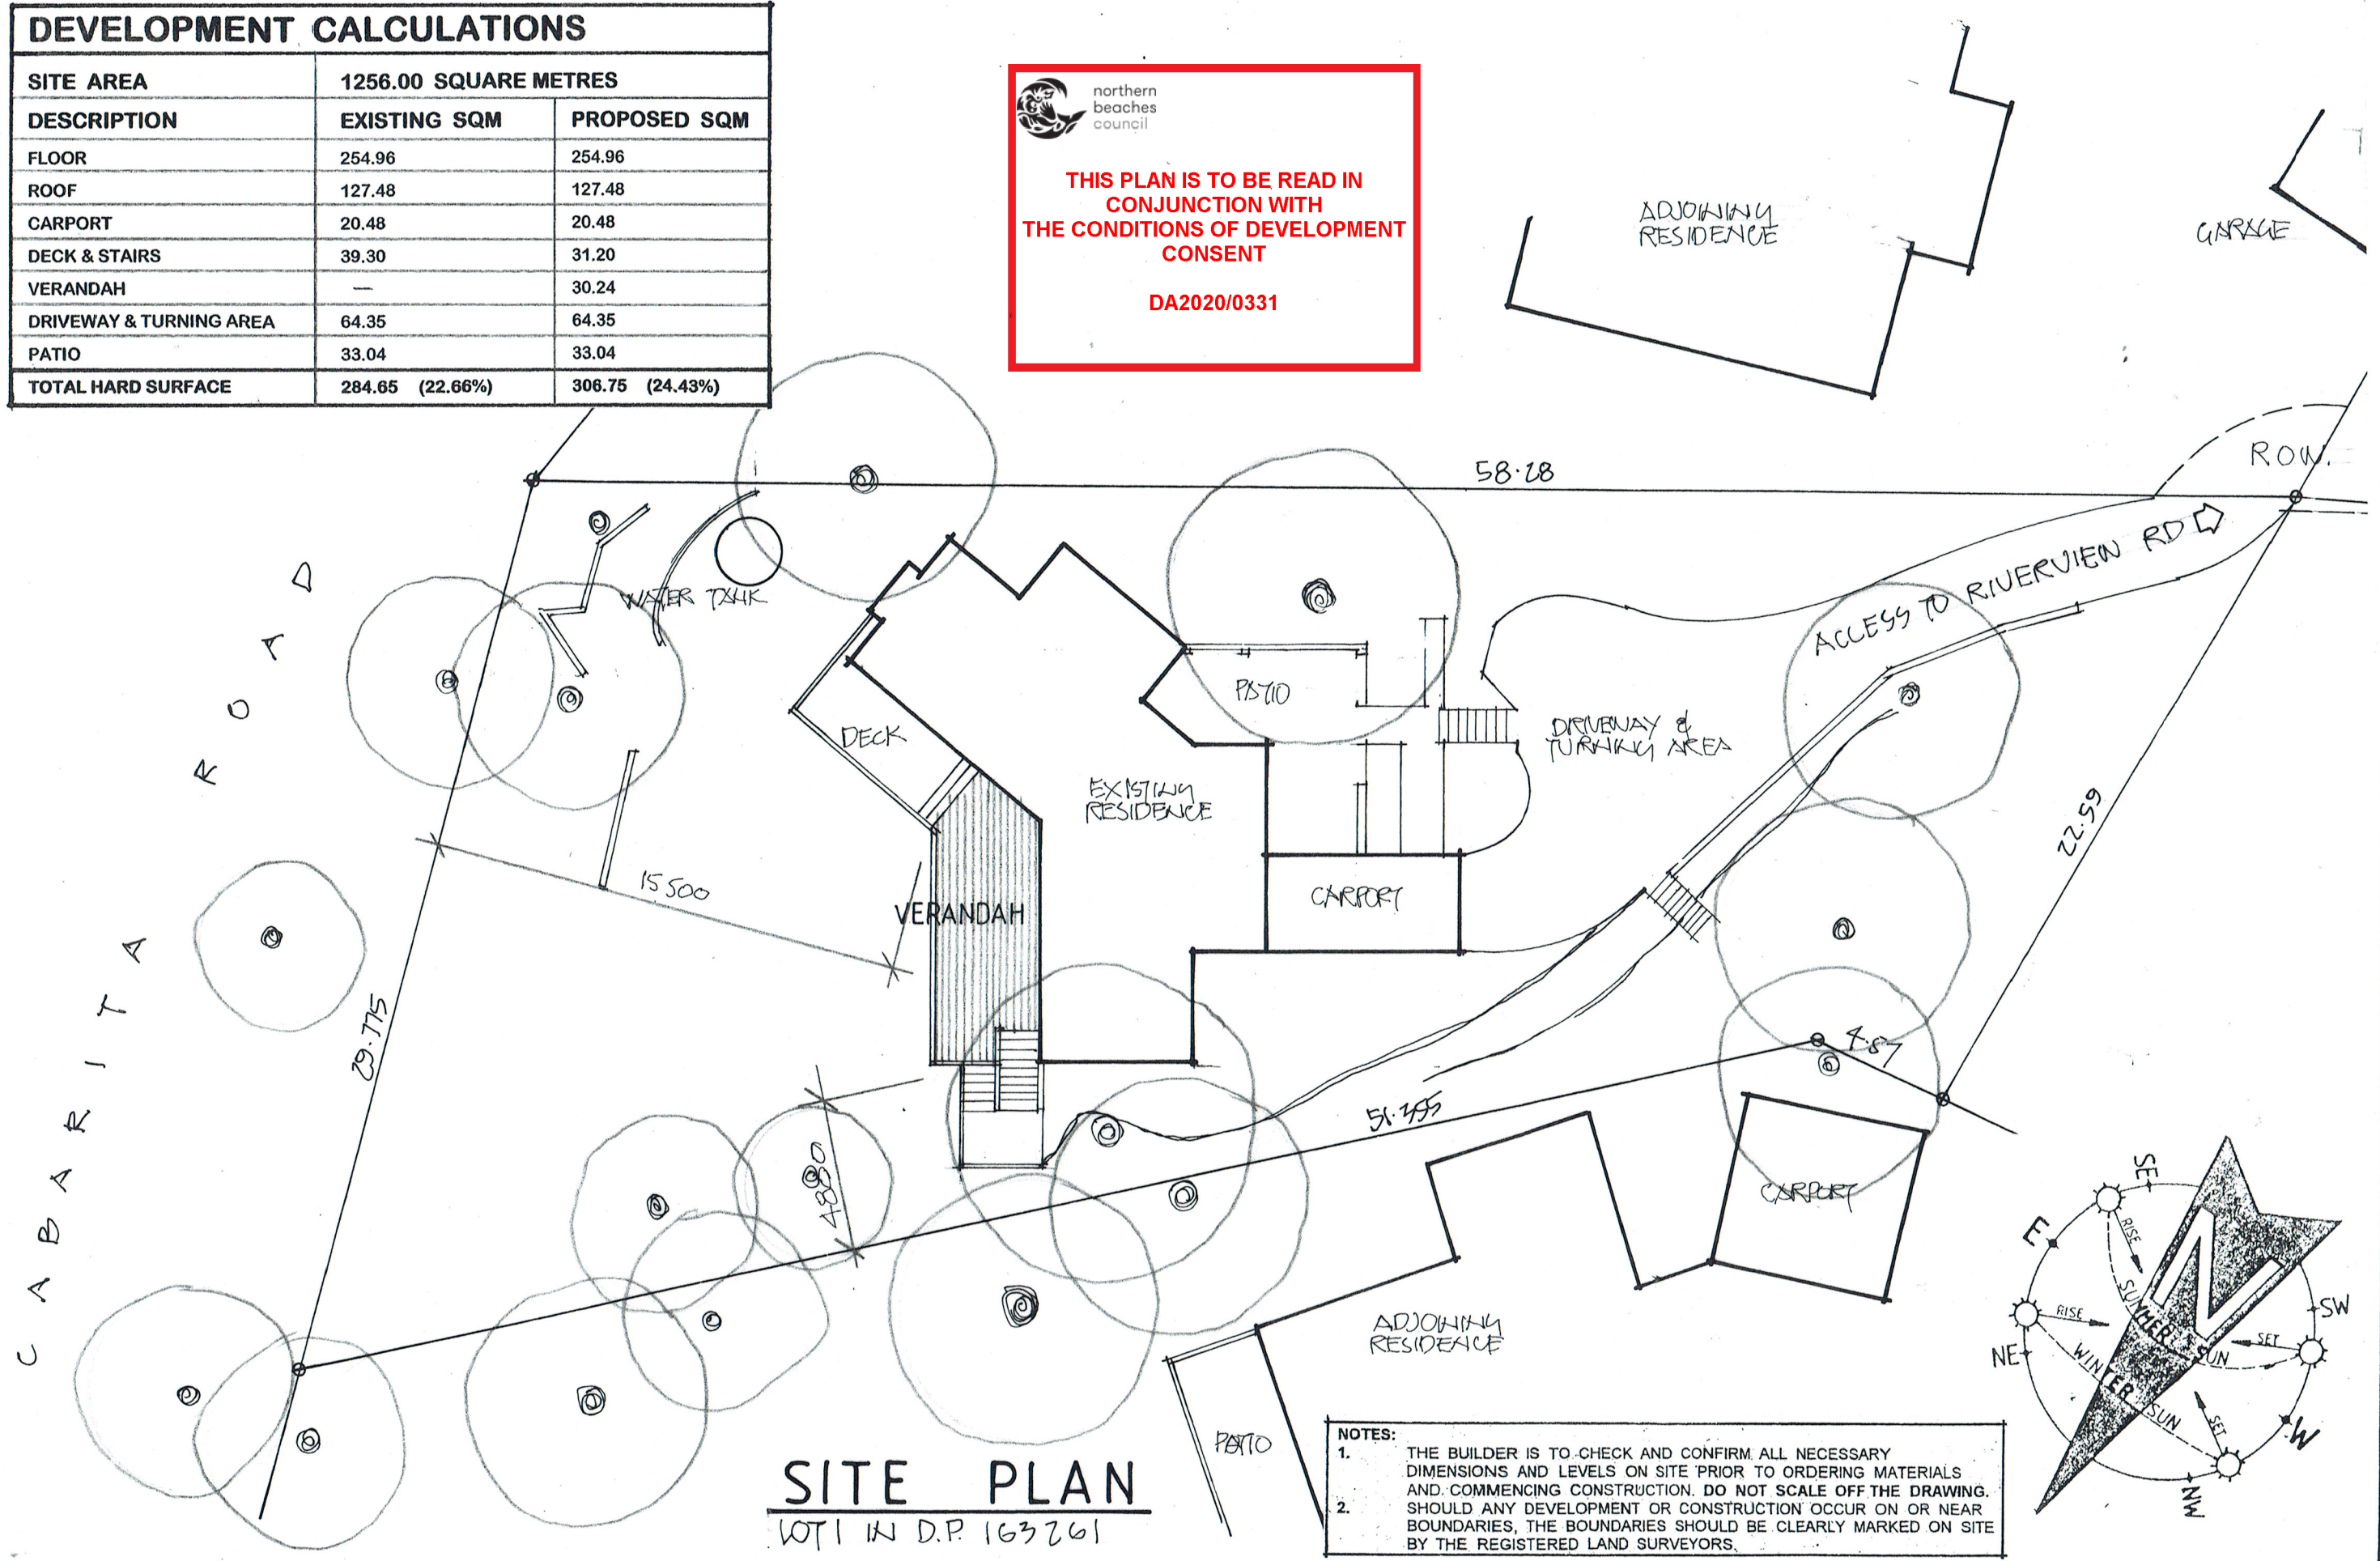 DEVELOPMENT CALCULATIONS
SITE AREA 1256.00 SQUARE METRES
DESCRIPTION EXISTING SQM PROPOSED SQM
FLOOR 254.96 254.96
ROOF 127.48 127.48
CARPORT 20.48 20.48
DECK & STAIRS 39.30 31.20
VERANDAH — 30.24
DRIVEWAY & TURNING AREA 64.35 64.35
PATIO 33.04 33.04
TOTAL HARD SURFACE 284.65 (22.66%) 306.75 (24.43%)
northern
beaches
council
THIS PLAN IS TO BE READ IN
CONJUNCTION WITH
THE CONDITIONS OF DEVELOPMENT
CONSENT
DA2020/0331
ADJOINING
RESIDENCE
GARAGE
R.O.W.
58.28
ACCESS TO RIVERVIEW RD
WATER TANK
PATIO
DECK
DRIVEWAY &
TURNING AREA
EXISTING
RESIDENCE
22.59
15500
CARPORT
VERANDAH
CABARITA ROAD
29.775
4.87
51.355
4880
CARPORT
ADJOINING
RESIDENCE
PATIO
SE
E
RISE
N
SW
RISE
SUMMER SUN
SET
NE
WINTER SUN
SET
W
NW
SITE PLAN
LOT 1 IN D.P. 163261
NOTES:
1. THE BUILDER IS TO CHECK AND CONFIRM ALL NECESSARY
DIMENSIONS AND LEVELS ON SITE PRIOR TO ORDERING MATERIALS
AND COMMENCING CONSTRUCTION. DO NOT SCALE OFF THE DRAWING.
2. SHOULD ANY DEVELOPMENT OR CONSTRUCTION OCCUR ON OR NEAR
BOUNDARIES, THE BOUNDARIES SHOULD BE CLEARLY MARKED ON SITE
BY THE REGISTERED LAND SURVEYORS.